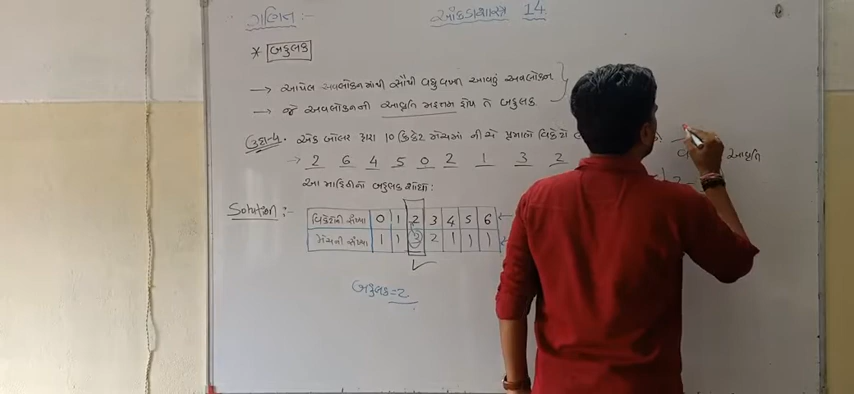 ગણિત :-
આંકડાશાસ્ત્ર 14
* બહુલક
→ આપેલ અવલોકનમાંથી સૌથી વધુ વખત આવતું અવલોકન
→ જે અવલોકનની આવૃત્તિ મહત્તમ હોય તે બહુલક
ઉદા-4. એક બોલર દ્વારા 10 ક્રિકેટ મેચમાં નીચે પ્રમાણે વિકેટો
→ 2 6 4 5 0 2 1 3 2
આવૃત્તિ
આ માહિતીનો બહુલક શોધો:
Solution :-
વિકેટની સંખ્યા 0 1 2 3 4 5 6
મેચની સંખ્યા 1 1 3 2 1 1 1
બહુલક = 2